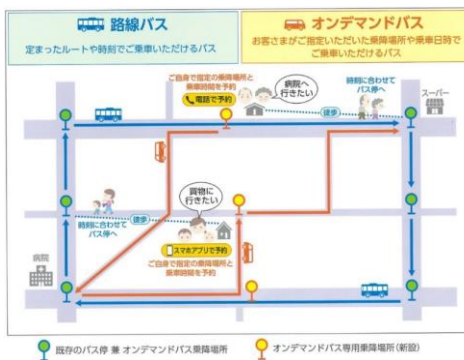 路線バス
定まったルートや時刻でご乗車いただけるバス
オンデマンドバス
お客さまがご指定いただいた乗降場所や乗車日時で
ご乗車いただけるバス
ご自身で指定の乗降場所と
乗車時間を予約
電話で予約
病院へ
行きたい
時刻に合わせて
バス停へ
スーパー
徒歩
買物に
行きたい
徒歩
時刻に合わせて
バス停へ
スマホアプリで予約
ご自身で指定の乗降場所と
乗車時間を予約
病院
既存のバス停 兼 オンデマンドバス乗降場所
オンデマンドバス専用乗降場所(新設)